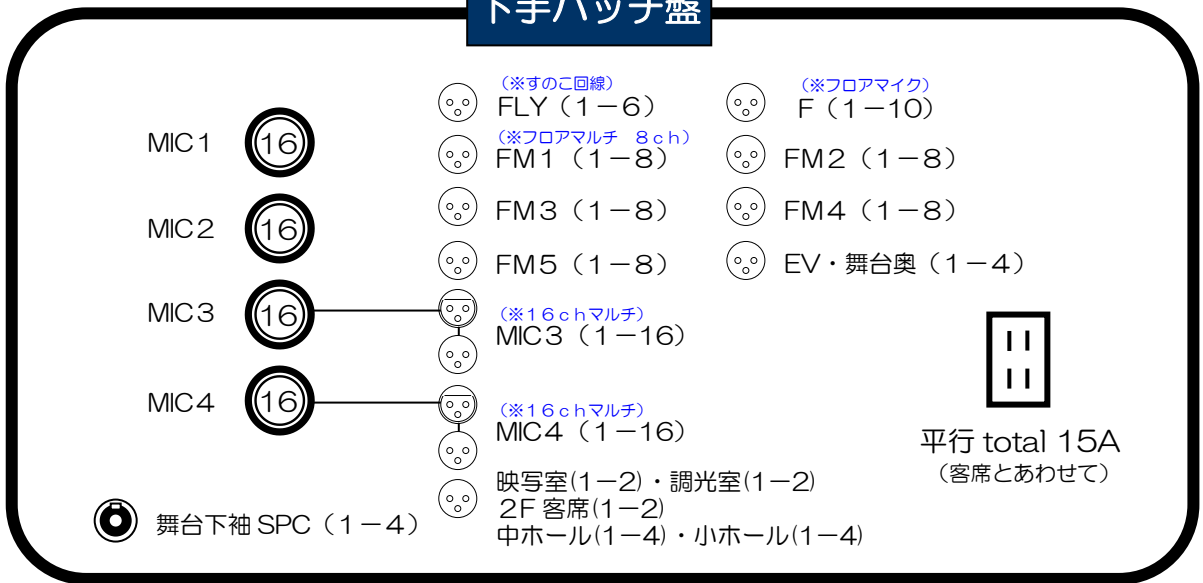 下手パッチ盤
MIC1
16
MIC2
16
MIC3
16
MIC4
16
舞台下袖 SPC（1－4）
（※すのこ回線）
FLY（1－6）
（※フロアマルチ　8ch）
FM1（1－8）
FM3（1－8）
FM5（1－8）
（※16chマルチ）
MIC3（1－16）
（※16chマルチ）
MIC4（1－16）
映写室(1－2)・調光室(1－2)
2F 客席(1－2)
中ホール(1－4)・小ホール(1－4)
（※フロアマイク）
F（1－10）
FM2（1－8）
FM4（1－8）
EV・舞台奥（1－4）
平行 total 15A
（客席とあわせて）